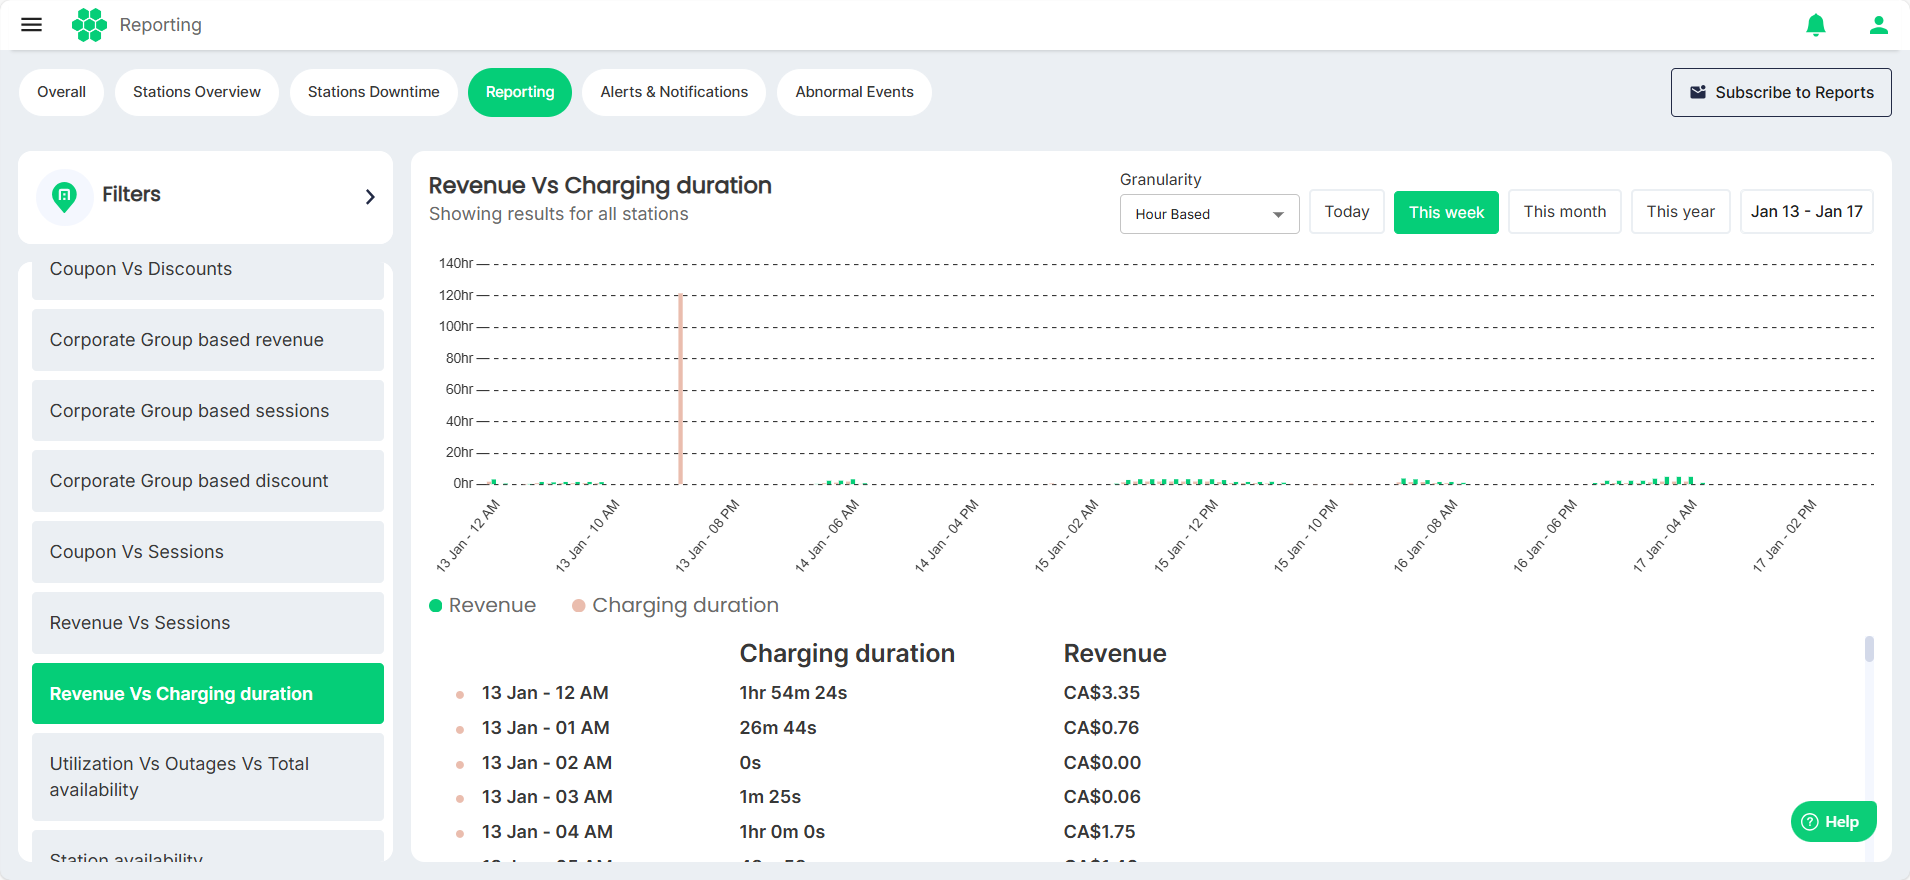 Reporting
Overall
Stations Overview
Stations Downtime
Reporting
Alerts & Notifications
Abnormal Events
Subscribe to Reports
Filters
Coupon Vs Discounts
Corporate Group based revenue
Corporate Group based sessions
Corporate Group based discount
Coupon Vs Sessions
Revenue Vs Sessions
Revenue Vs Charging duration
Utilization Vs Outages Vs Total
availability
Station availability
Revenue Vs Charging duration
Showing results for all stations
Granularity
Hour Based
Today
This week
This month
This year
Jan 13 - Jan 17
140hr
120hr
100hr
80hr
60hr
40hr
20hr
0hr
13 Jan - 12 AM
13 Jan - 10 AM
13 Jan - 08 PM
14 Jan - 06 AM
14 Jan - 04 PM
15 Jan - 02 AM
15 Jan - 12 PM
15 Jan - 10 PM
16 Jan - 08 AM
16 Jan - 06 PM
17 Jan - 04 AM
17 Jan - 02 PM
Revenue
Charging duration
Charging duration Revenue
13 Jan - 12 AM 1hr 54m 24s CA$3.35
13 Jan - 01 AM 26m 44s CA$0.76
13 Jan - 02 AM 0s CA$0.00
13 Jan - 03 AM 1m 25s CA$0.06
13 Jan - 04 AM 1hr 0m 0s CA$1.75
Help